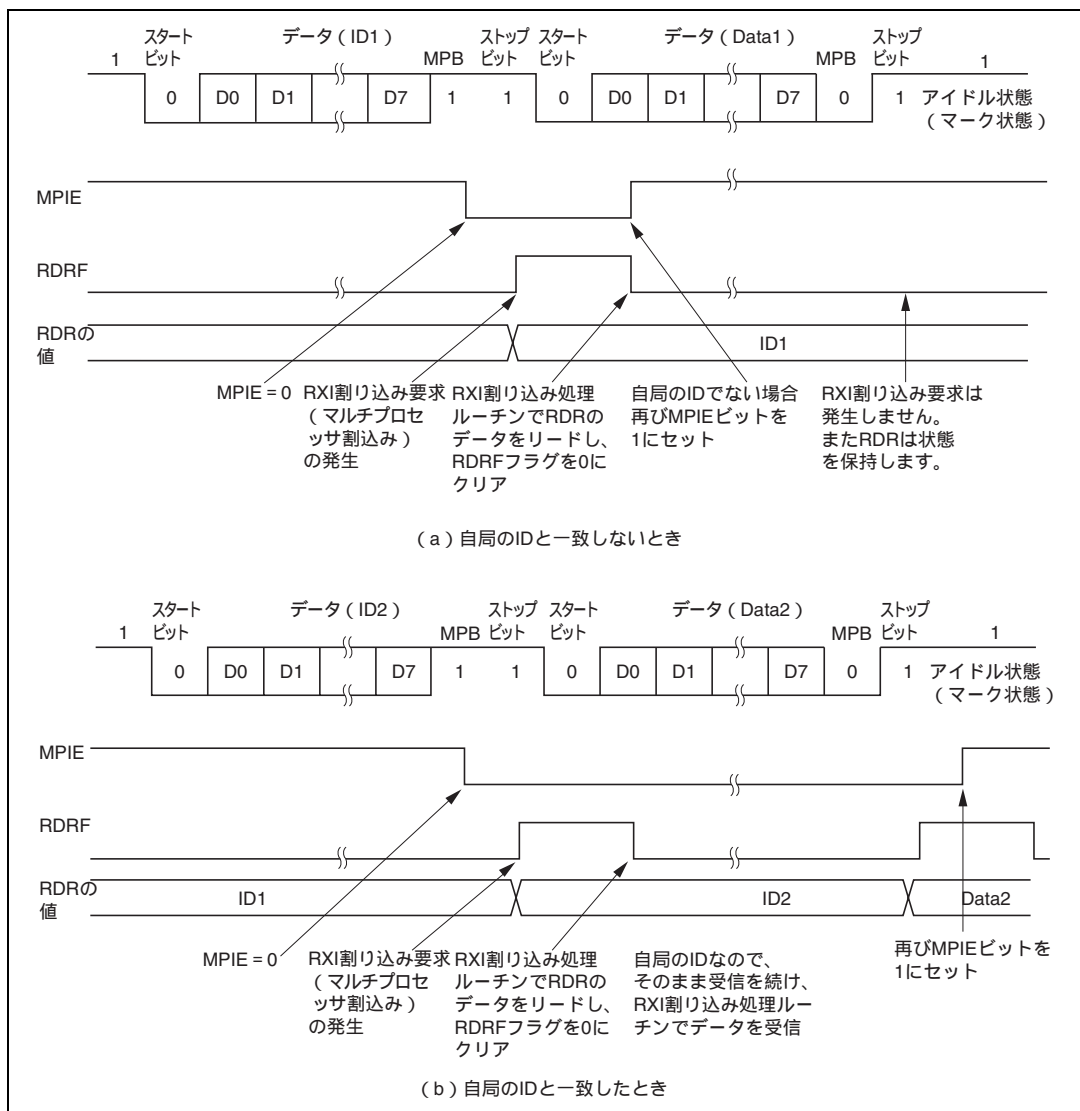 スタート データ（ID1） ストップ スタート データ（Data1） ストップ
1 ビット MPB ビット ビット MPB ビット 1
0 D0 D1 D7 1 1 0 D0 D1 D7 0 1 アイドル状態
（マーク状態）
MPIE
RDRF
RDRの
値
ID1
MPIE = 0
RXI割り込み要求
（マルチプロセ
ッサ割込み）
の発生
RXI割り込み処理
ルーチンでRDRの
データをリードし、
RDRFフラグを0に
クリア
自局のIDでない場合
再びMPIEビットを
1にセット
RXI割り込み要求は
発生しません。
またRDRは状態
を保持します。
（a）自局のIDと一致しないとき
スタート データ（ID2） ストップ スタート データ（Data2） ストップ
1 ビット MPB ビット ビット MPB ビット 1
0 D0 D1 D7 1 1 0 D0 D1 D7 0 1 アイドル状態
（マーク状態）
MPIE
RDRF
RDRの
値
ID1 ID2 Data2
MPIE = 0
RXI割り込み要求
（マルチプロセ
ッサ割込み）
の発生
RXI割り込み処理
ルーチンでRDRの
データをリードし、
RDRFフラグを0に
クリア
自局のIDなので、
そのまま受信を続け、
RXI割り込み処理ルー
チンでデータを受信
再びMPIEビットを
1にセット
（b）自局のIDと一致したとき